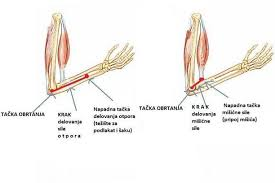 TAČKA OBRTANJA
KRAK
delovanja
sile
o t p o r a
Napadna tačka
delovanja otpora
(težište za
podlakat i šaku)
TAČKA OBRTANJA
K R A K
delovanja
mišićne
sile
Napadna tačka
mišićne sile
(pripoj mišića)